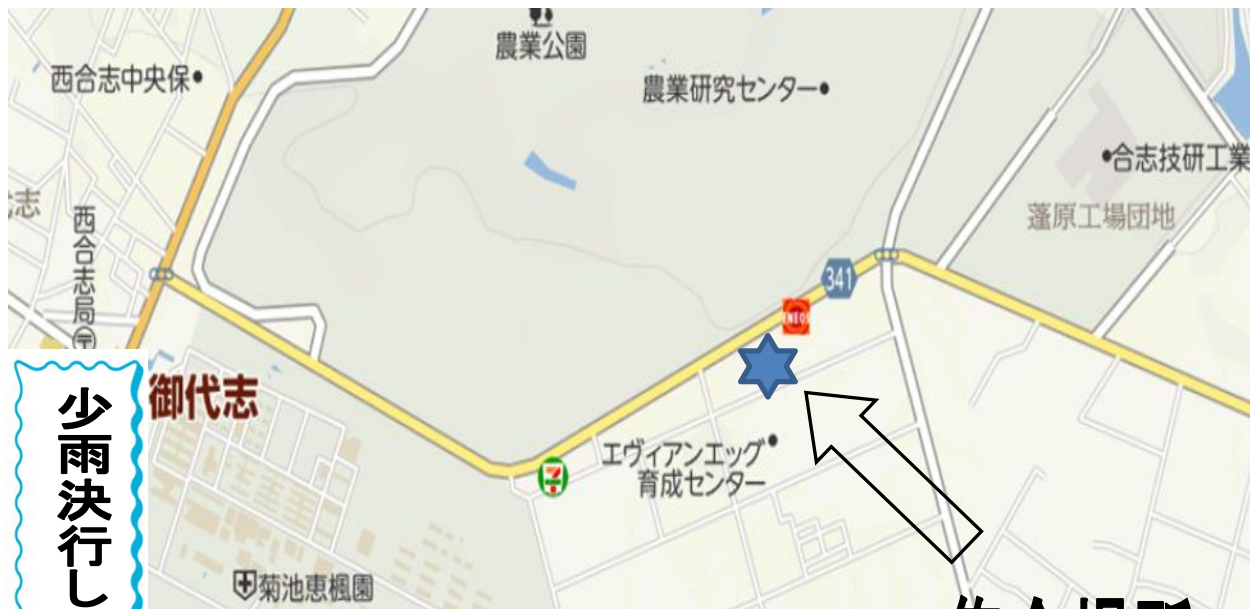 農業公園
西合志中央保
農業研究センター
合志技研工業
蓬原工場団地
志
西合志局
341
ENEOS
御代志
少雨決行し
エヴィアンエッグ
育成センター
菊池恵楓園